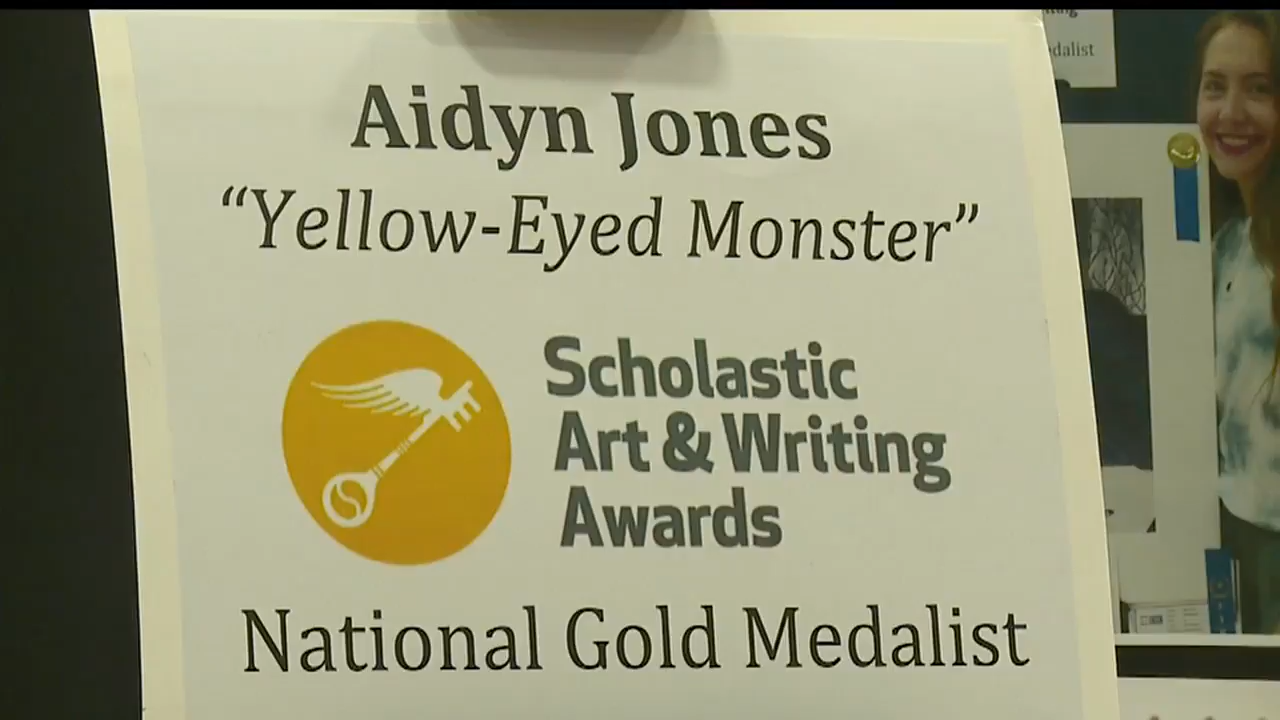 Aidyn Jones
“Yellow-Eyed Monster”
Scholastic
Art & Writing
Awards
National Gold Medalist